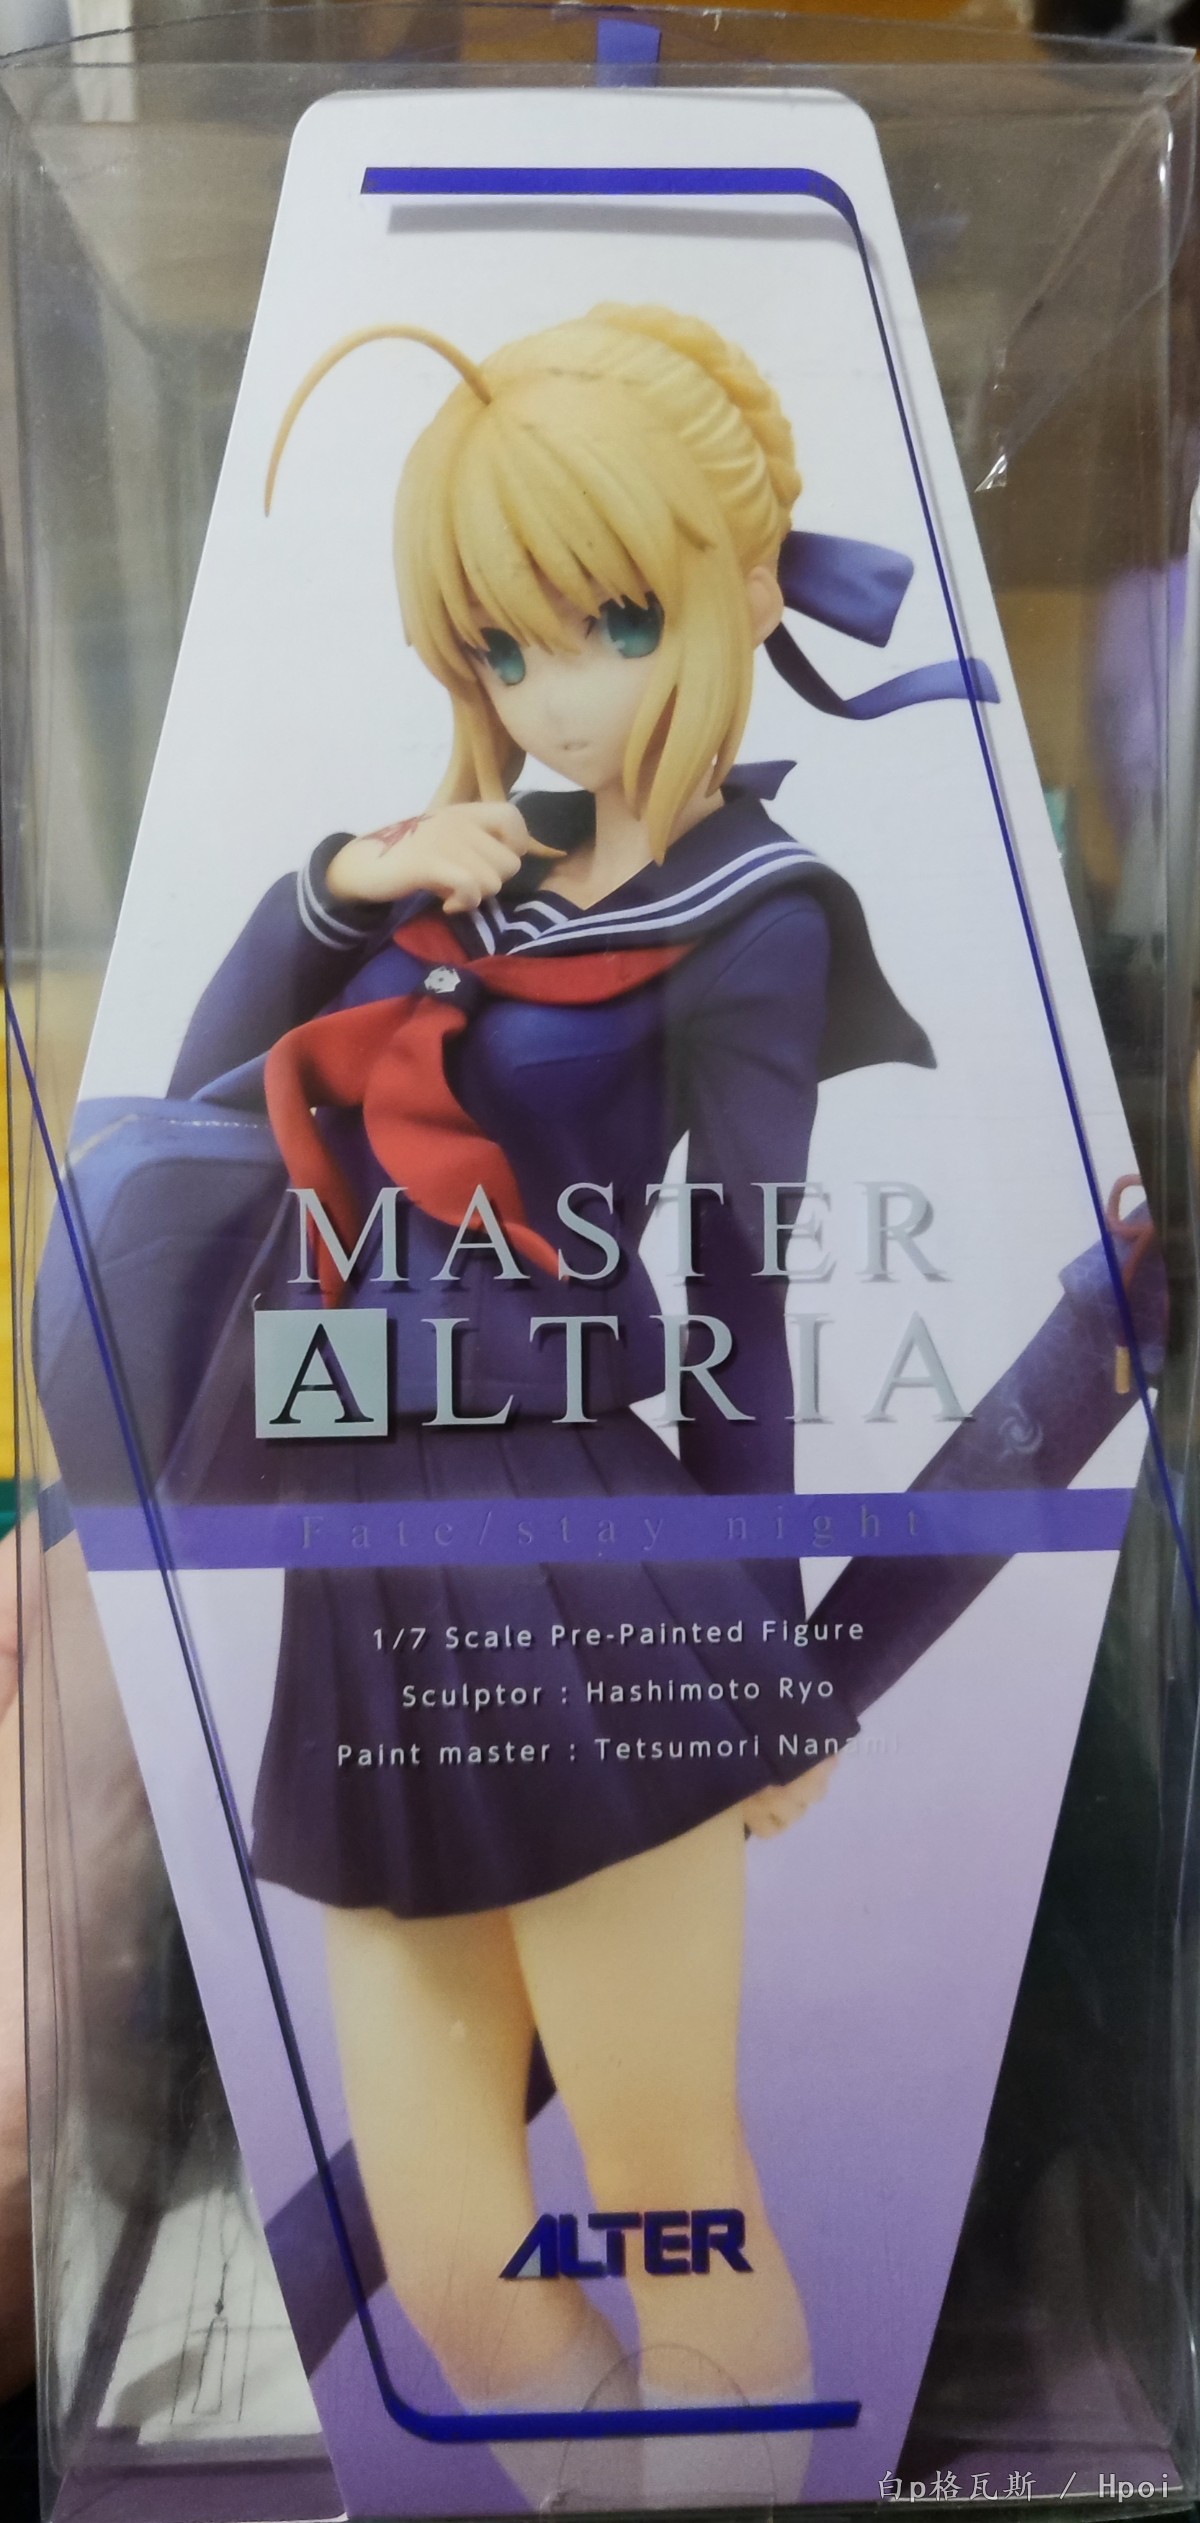 MASTER
ALTRIA
Fate/stay night
1/7 Scale Pre-Painted Figure
Sculptor : Hashimoto Ryo
Paint master : Tetsumori Nanami
ALTER
白p格瓦斯 / Hpoi